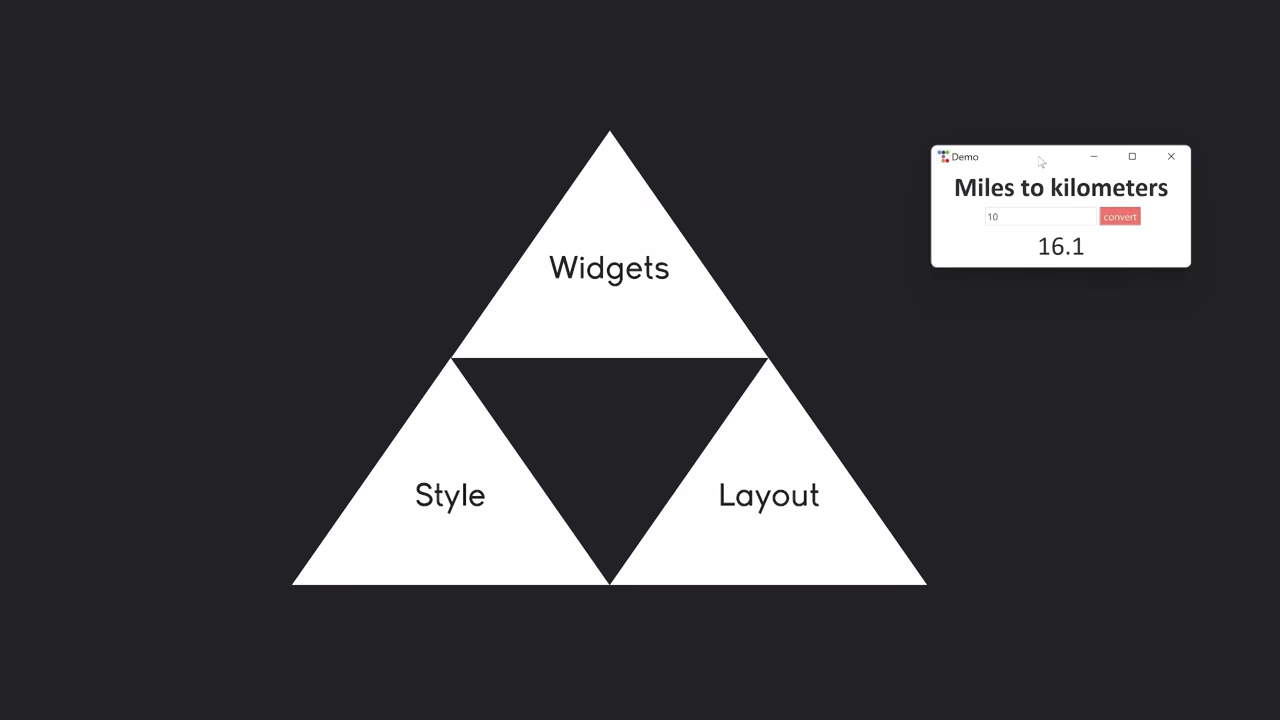 Demo
Miles to kilometers
10
convert
16.1
Widgets
Style
Layout